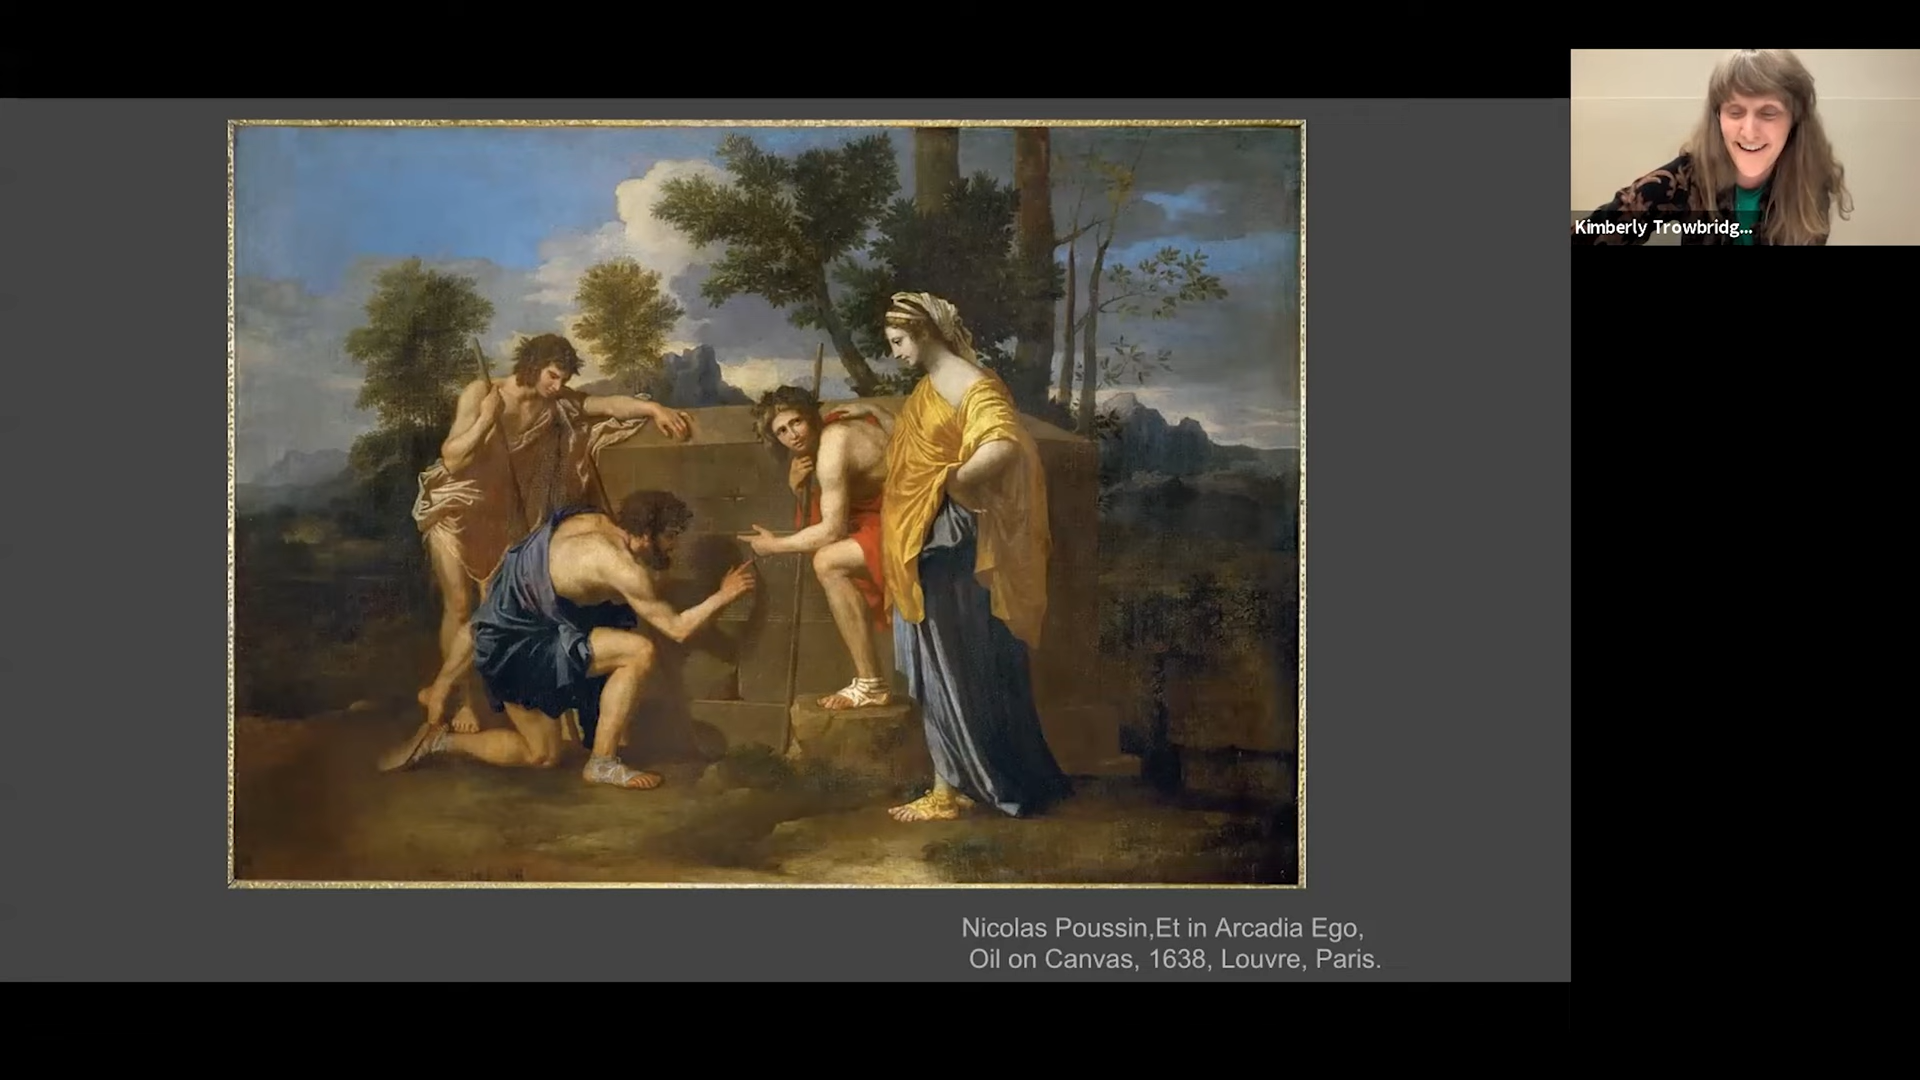 Kimberly Trowbridg...
Nicolas Poussin,Et in Arcadia Ego,
Oil on Canvas, 1638, Louvre, Paris.